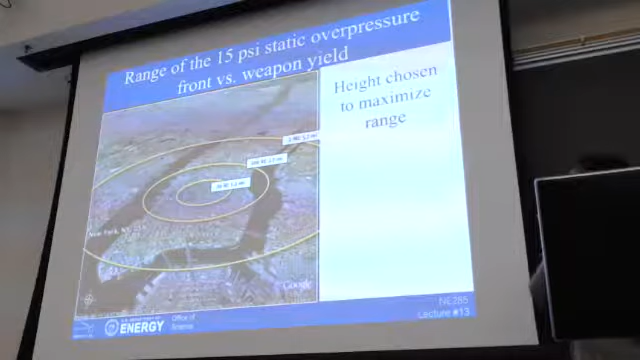 Range of the 15 psi static overpressure
front vs. weapon yield
Height chosen
to maximize
range
New York, NY
Google
ENERGY
Office of
Science
NE285
Lecture #13